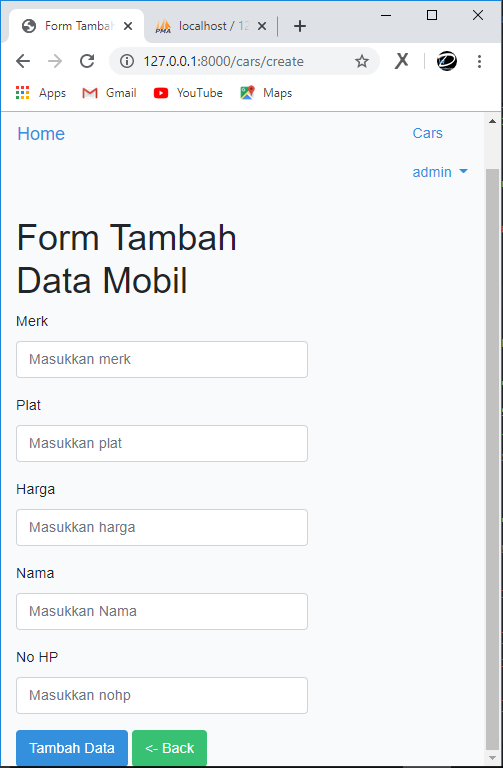 Form Tambah
localhost / 12
127.0.0.1:8000/cars/create
Apps Gmail YouTube Maps
Home Cars
admin
Form Tambah
Data Mobil
Merk
Masukkan merk
Plat
Masukkan plat
Harga
Masukkan harga
Nama
Masukkan Nama
No HP
Masukkan nohp
Tambah Data <- Back